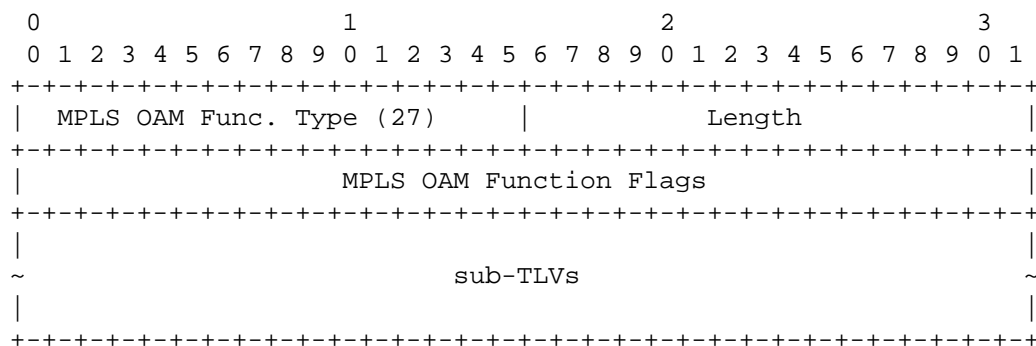 0                   1                   2                   3
 0 1 2 3 4 5 6 7 8 9 0 1 2 3 4 5 6 7 8 9 0 1 2 3 4 5 6 7 8 9 0 1
+-+-+-+-+-+-+-+-+-+-+-+-+-+-+-+-+-+-+-+-+-+-+-+-+-+-+-+-+-+-+-+-+
|  MPLS OAM Func. Type (27)     |           Length              |
+-+-+-+-+-+-+-+-+-+-+-+-+-+-+-+-+-+-+-+-+-+-+-+-+-+-+-+-+-+-+-+-+
|                    MPLS OAM Function Flags                    |
+-+-+-+-+-+-+-+-+-+-+-+-+-+-+-+-+-+-+-+-+-+-+-+-+-+-+-+-+-+-+-+-+
|                                                               |
~                           sub-TLVs                            ~
|                                                               |
+-+-+-+-+-+-+-+-+-+-+-+-+-+-+-+-+-+-+-+-+-+-+-+-+-+-+-+-+-+-+-+-+